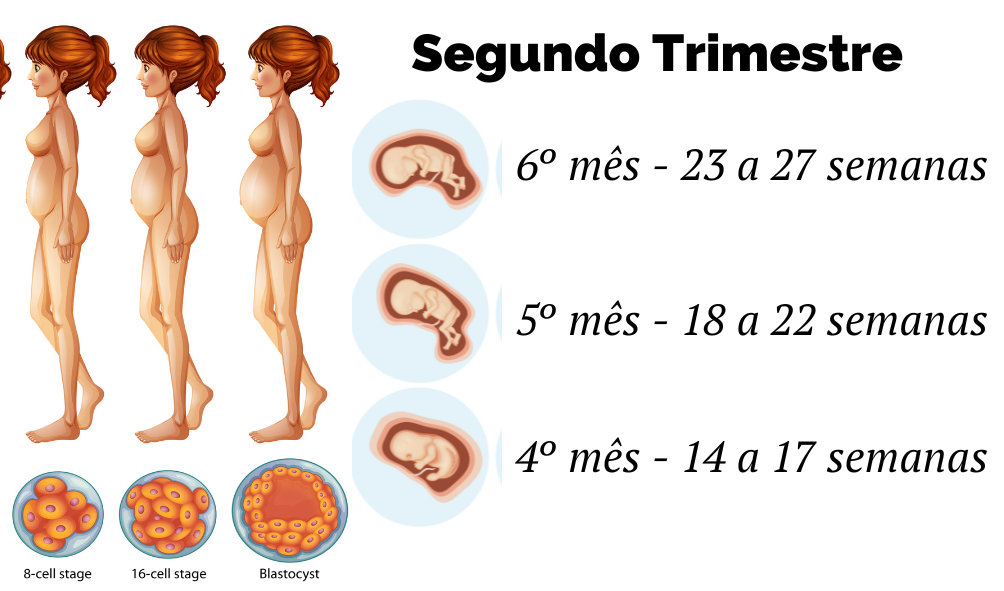 Segundo Trimestre
6º mês - 23 a 27 semanas
5º mês - 18 a 22 semanas
4º mês - 14 a 17 semanas
8-cell stage
16-cell stage
Blastocyst